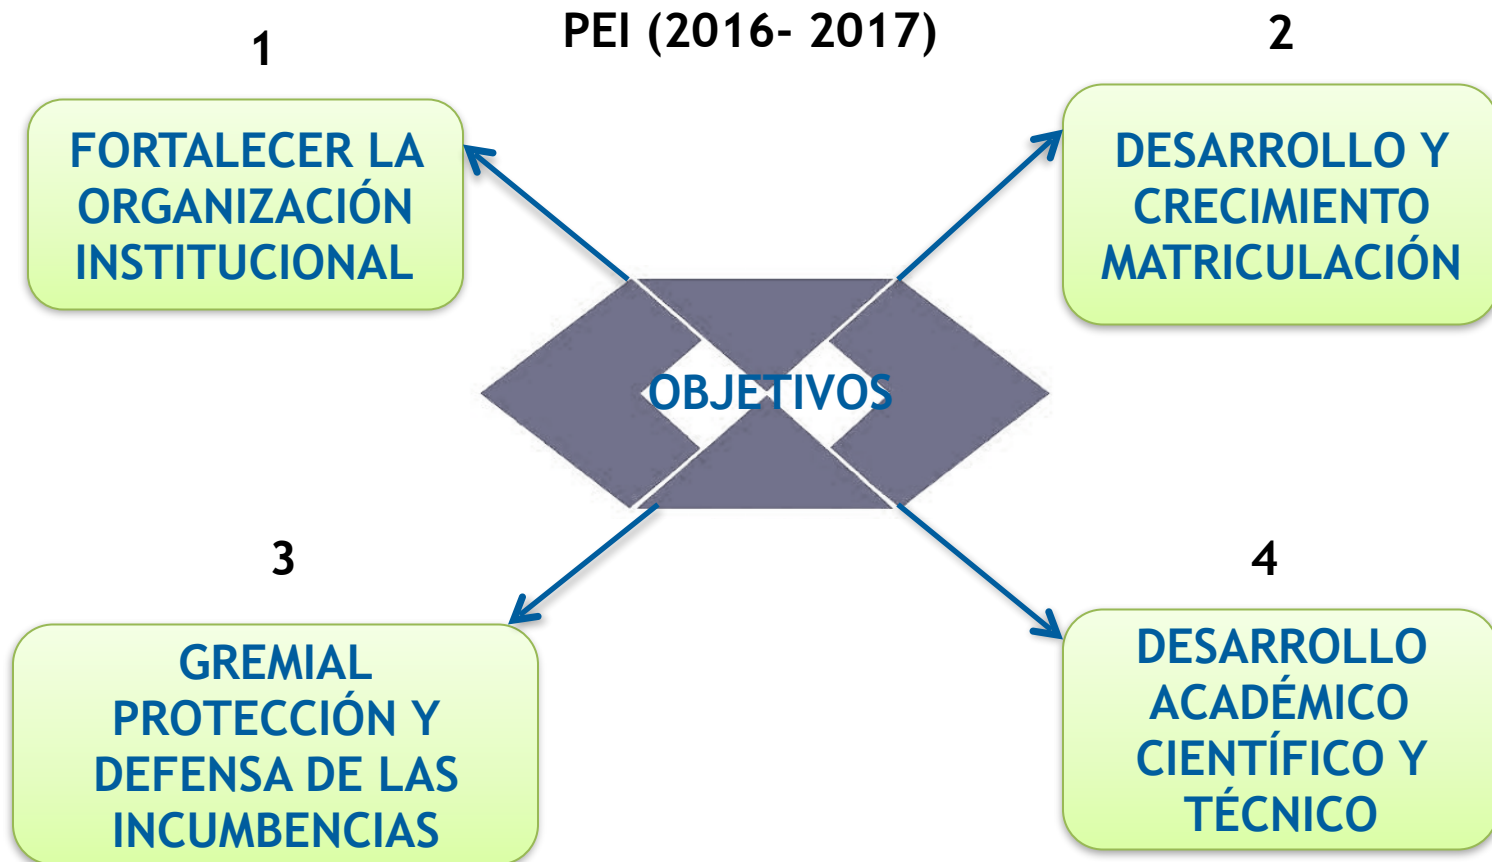 PEI (2016- 2017)
1
FORTALECER LA
ORGANIZACIÓN
INSTITUCIONAL
2
DESARROLLO Y
CRECIMIENTO
MATRICULACIÓN
OBJETIVOS
3
GREMIAL
PROTECCIÓN Y
DEFENSA DE LAS
INCUMBENCIAS
4
DESARROLLO
ACADÉMICO
CIENTÍFICO Y
TÉCNICO